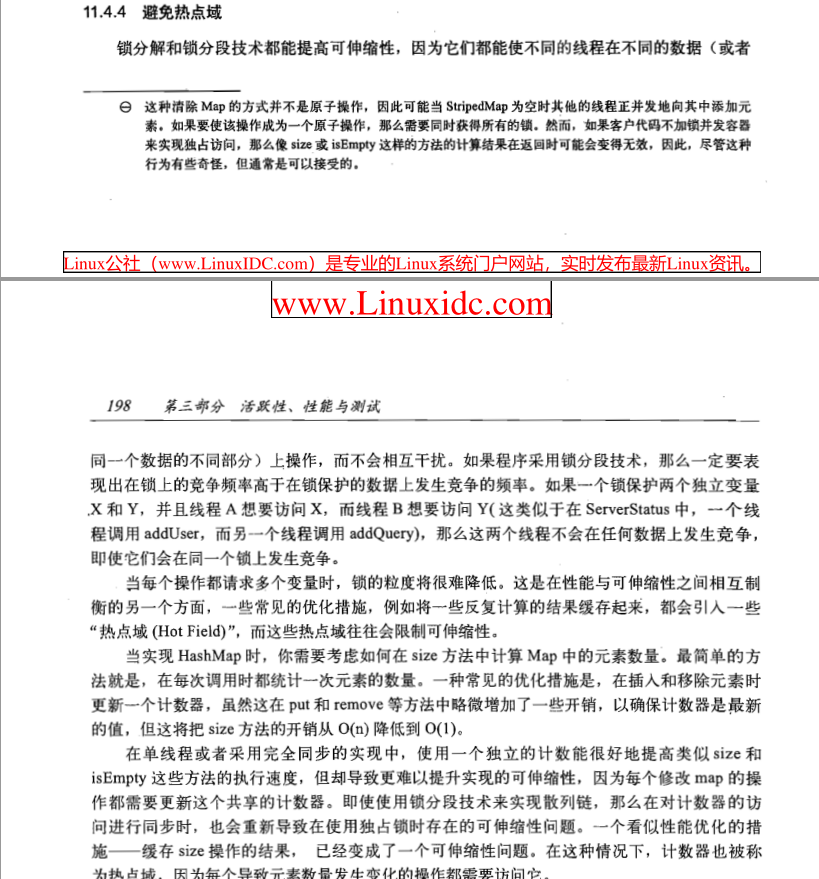 11.4.4 避免热点域
锁分解和锁分段技术都能提高可伸缩性，因为它们都能使不同的线程在不同的数据（或者
㊀ 这种清除 Map 的方式并不是原子操作，因此可能当 StripedMap 为空时其他的线程正并发地向其中添加元
素。如果要使该操作成为一个原子操作，那么需要同时获得所有的锁。然而，如果客户代码不加锁并发容器
来实现独占访问，那么像 size 或 isEmpty 这样的方法的计算结果在返回时可能会变得无效，因此，尽管这种
行为有些奇怪，但通常是可以接受的。
Linux公社（www.LinuxIDC.com）是专业的Linux系统门户网站，实时发布最新Linux资讯。
www.Linuxidc.com
198 第三部分 活跃性、性能与测试
同一个数据的不同部分）上操作，而不会相互干扰。如果程序采用锁分段技术，那么一定要表
现出在锁上的竞争频率高于在锁保护的数据上发生竞争的频率。如果一个锁保护两个独立变量
X 和 Y，并且线程 A 想要访问 X，而线程 B 想要访问 Y( 这类似于在 ServerStatus 中，一个线
程调用 addUser，而另一个线程调用 addQuery)，那么这两个线程不会在任何数据上发生竞争，
即使它们会在同一个锁上发生竞争。
当每个操作都请求多个变量时，锁的粒度将很难降低。这是在性能与可伸缩性之间相互制
衡的另一个方面，一些常见的优化措施，例如将一些反复计算的结果缓存起来，都会引入一些
“热点域 (Hot Field)”，而这些热点域往往会限制可伸缩性。
当实现 HashMap 时，你需要考虑如何在 size 方法中计算 Map 中的元素数量。最简单的方
法就是，在每次调用时都统计一次元素的数量。一种常见的优化措施是，在插入和移除元素时
更新一个计数器，虽然这在 put 和 remove 等方法中略微增加了一些开销，以确保计数器是最新
的值，但这将把 size 方法的开销从 O(n) 降低到 O(1)。
在单线程或者采用完全同步的实现中，使用一个独立的计数能很好地提高类似 size 和
isEmpty 这些方法的执行速度，但却导致更难以提升实现的可伸缩性，因为每个修改 map 的操
作都需要更新这个共享的计数器。即使使用锁分段技术来实现散列链，那么在对计数器的访
问进行同步时，也会重新导致在使用独占锁时存在的可伸缩性问题。一个看似性能优化的措
施——缓存 size 操作的结果， 已经变成了一个可伸缩性问题。在这种情况下，计数器也被称
为热点域，因为每个导致元素数量发生变化的操作都需要访问它。